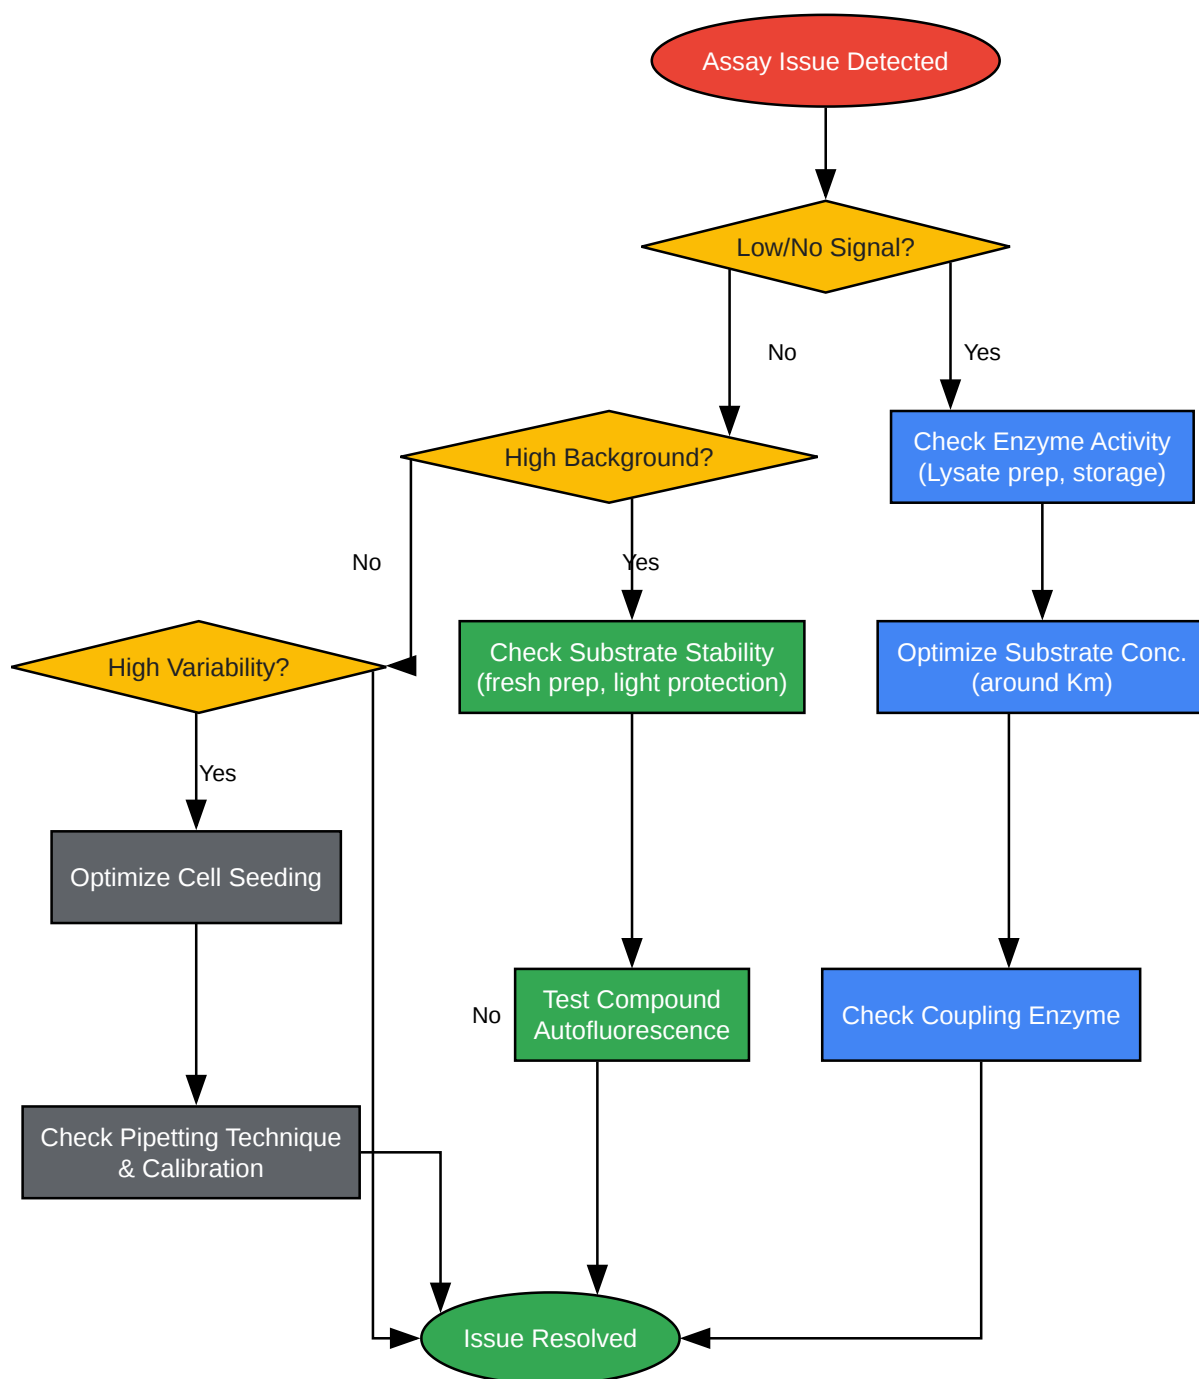 Assay Issue Detected
Low/No Signal?
No
Yes
High Background?
Check Enzyme Activity
(Lysate prep, storage)
No
Yes
High Variability?
Check Substrate Stability
(fresh prep, light protection)
Optimize Substrate Conc.
(around Km)
Yes
Optimize Cell Seeding
No
Test Compound
Autofluorescence
Check Coupling Enzyme
Check Pipetting Technique
& Calibration
Issue Resolved